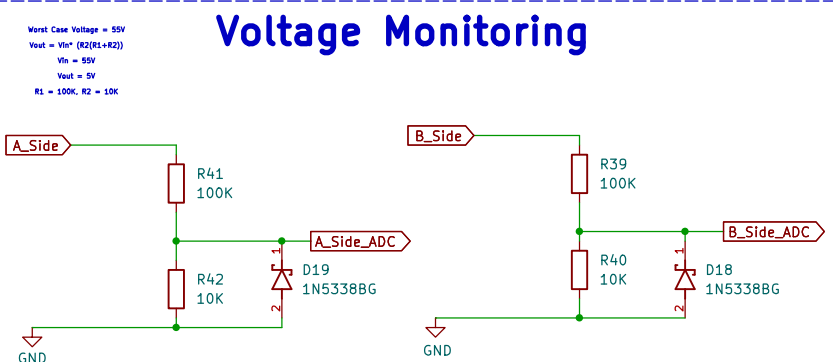 Voltage Monitoring
Worst Case Voltage = 55V
Vout = Vin* (R2(R1+R2))
Vin = 55V
Vout = 5V
R1 = 100K, R2 = 10K
A_Side
R41
100K
A_Side_ADC
R42
10K
1
D19
1N5338BG
2
GND
B_Side
R39
100K
B_Side_ADC
R40
10K
1
D18
1N5338BG
2
GND